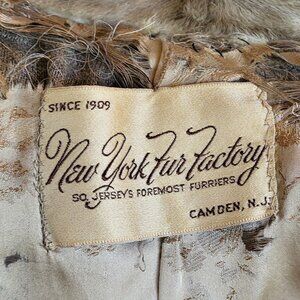 SINCE 1909
New York Fur Factory
SO. JERSEY'S FOREMOST FURRIERS
CAMDEN, N.J.